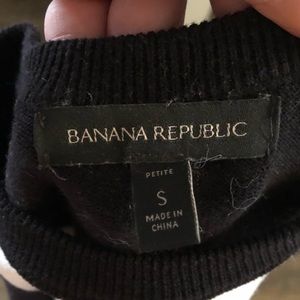 BANANA REPUBLIC
PETITE
S
MADE IN
CHINA